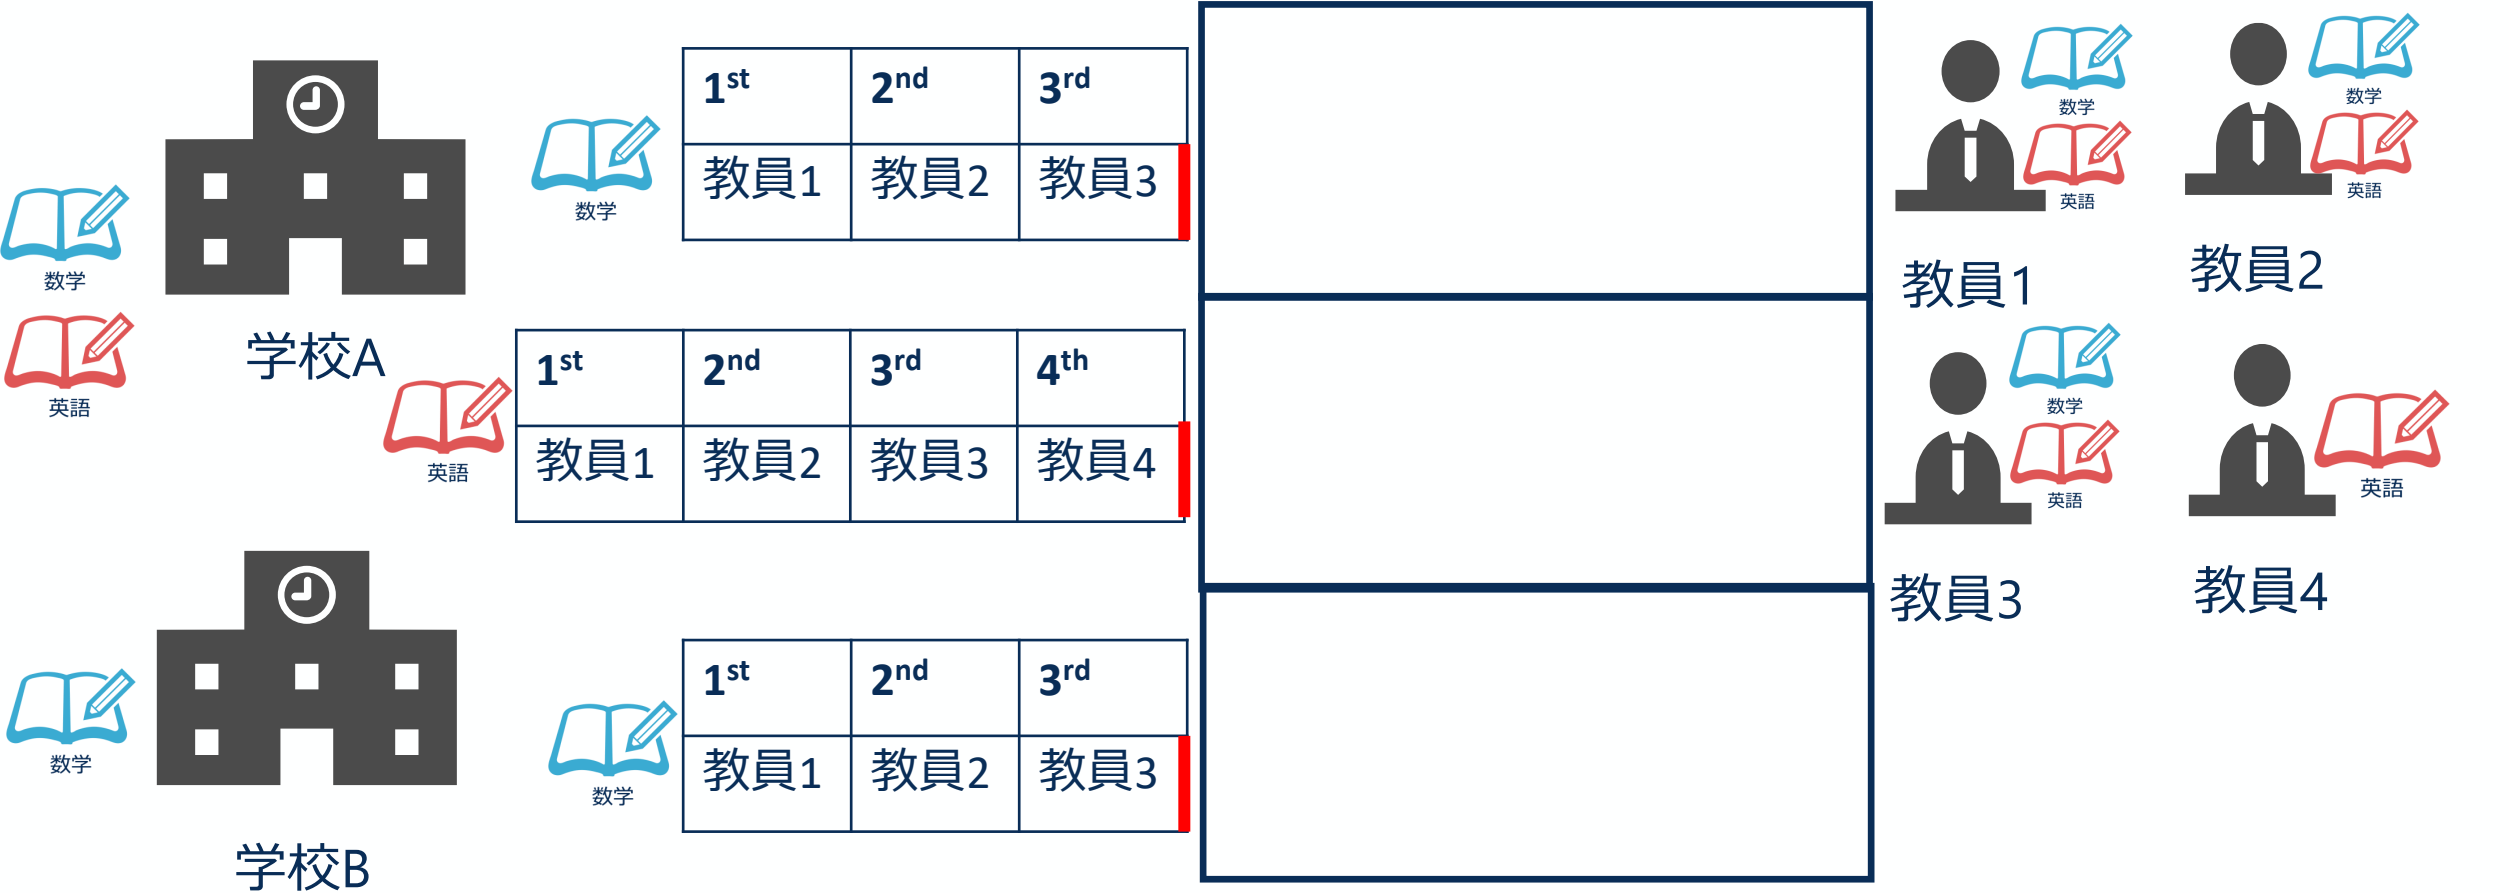 数学
英語
学校A
数学
1st 2nd 3rd
教員1 教員2 教員3
英語
1st 2nd 3rd 4th
教員1 教員2 教員3 教員4
数学
学校B
数学
1st 2nd 3rd
教員1 教員2 教員3
数学
英語
教員1
数学
英語
教員2
数学
英語
教員3
英語
教員4